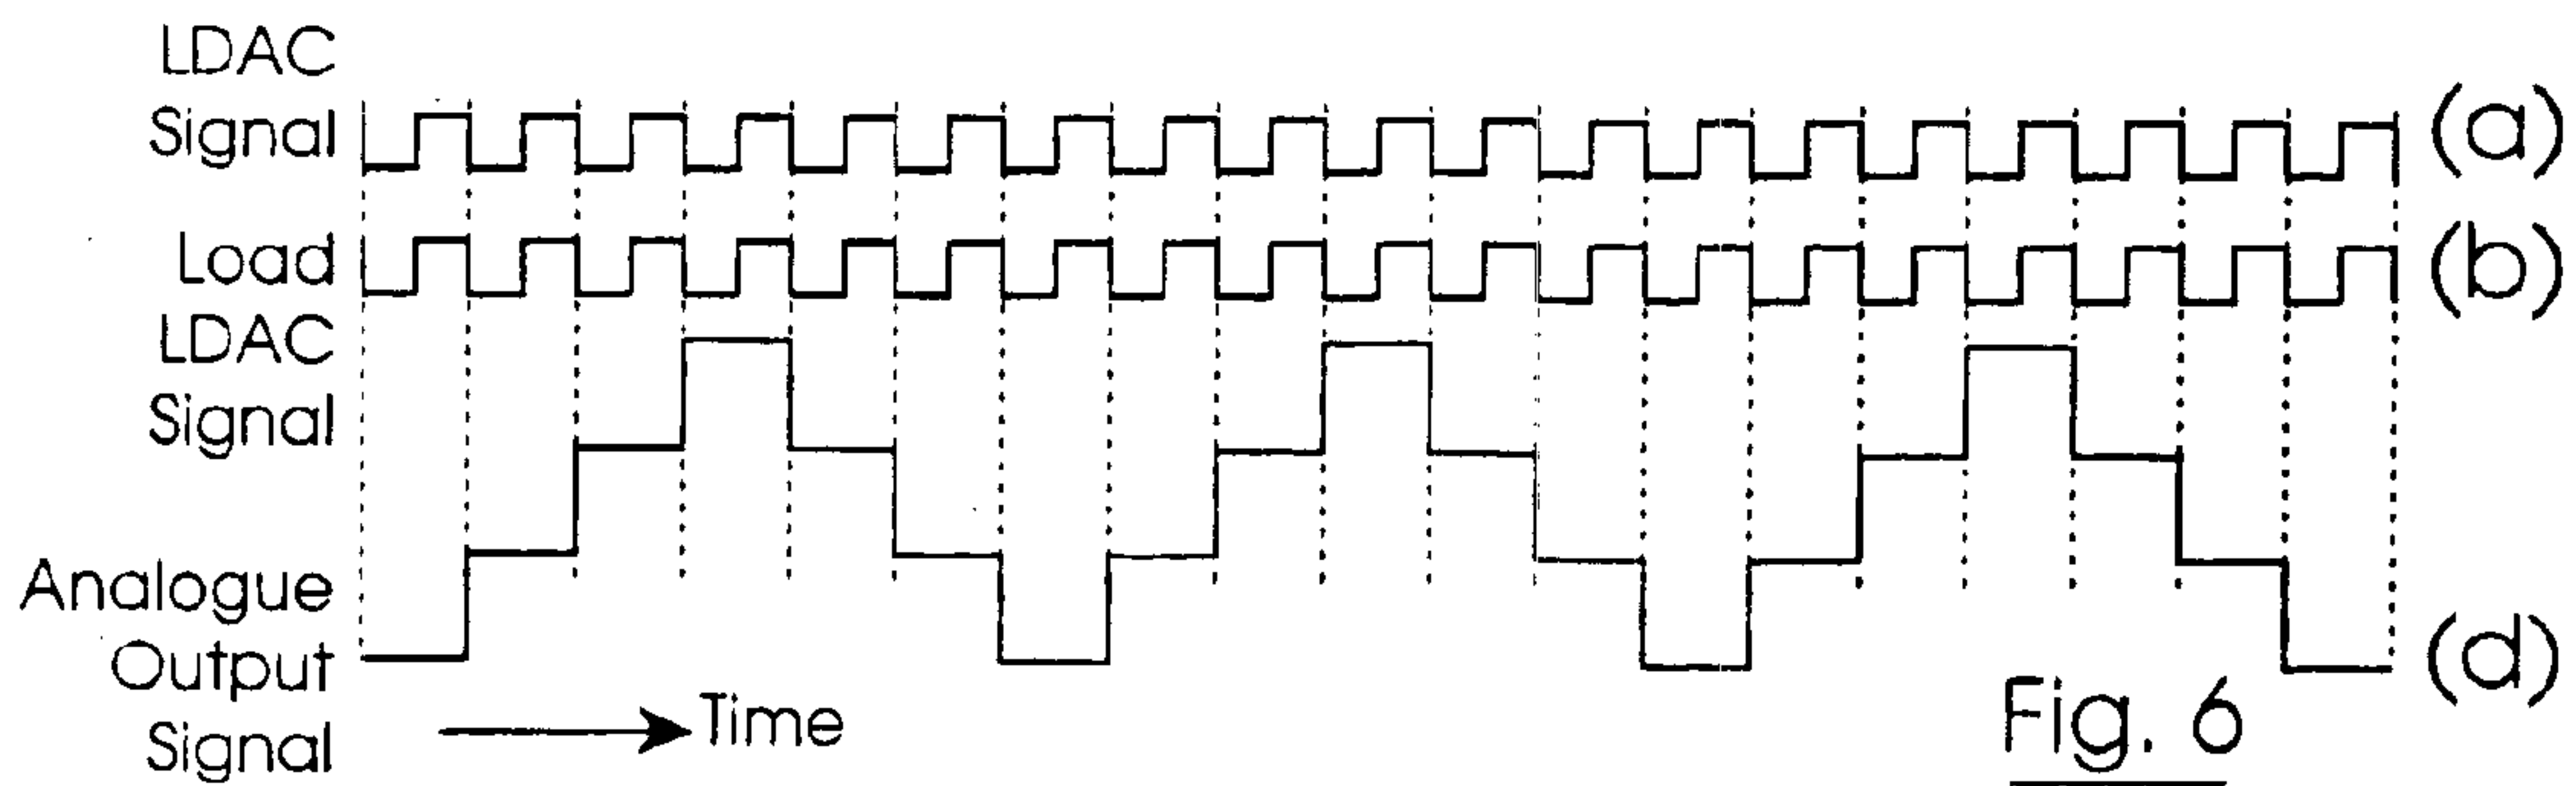 LDAC
Signal
(a)
Load
(b)
LDAC
Signal
Analogue
Output
Signal
(d)
Time
Fig. 6